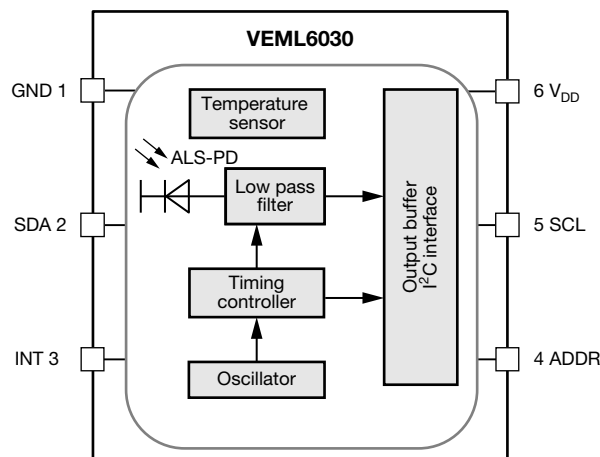 VEML6030
GND 1
6 VDD
Temperature
sensor
ALS-PD
Low pass
filter
SDA 2
5 SCL
Output buffer
I²C interface
Timing
controller
INT 3
4 ADDR
Oscillator